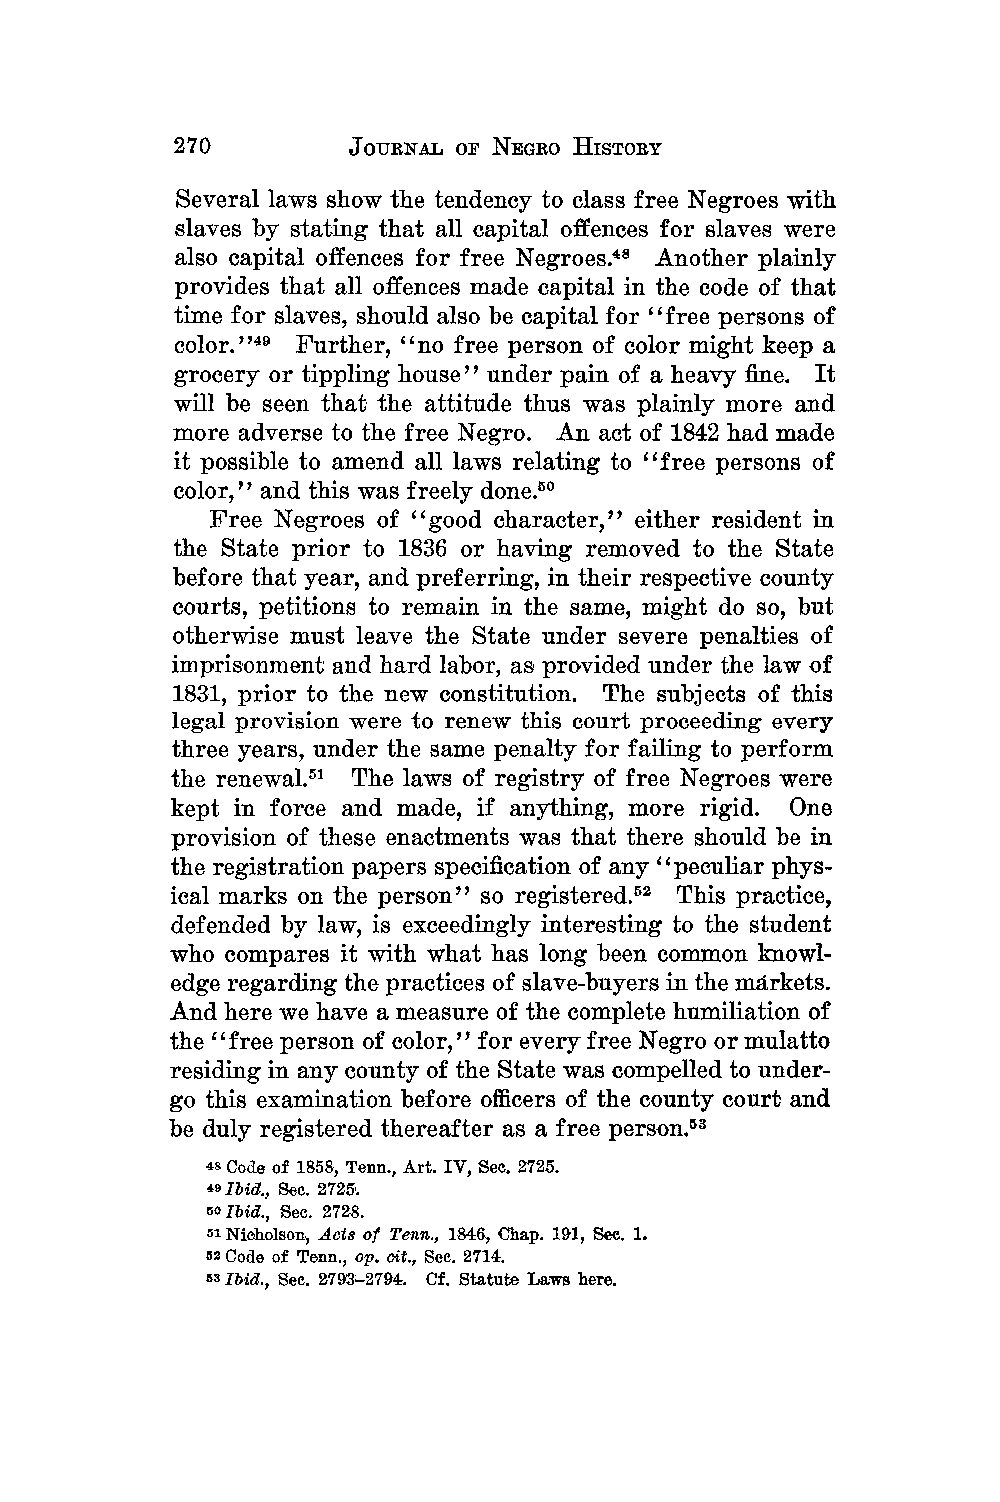 270 JOURNAL OF NEGRO HISTORY
Several laws show the tendency to class free Negroes with
slaves by stating that all capital offences for slaves were
also capital offences for free Negroes.⁴⁸ Another plainly
provides that all offences made capital in the code of that
time for slaves, should also be capital for ‘‘free persons of
color.’’⁴⁹ Further, ‘‘no free person of color might keep a
grocery or tippling house’’ under pain of a heavy fine. It
will be seen that the attitude thus was plainly more and
more adverse to the free Negro. An act of 1842 had made
it possible to amend all laws relating to ‘‘free persons of
color,’’ and this was freely done.⁵⁰
Free Negroes of ‘‘good character,’’ either resident in
the State prior to 1836 or having removed to the State
before that year, and preferring, in their respective county
courts, petitions to remain in the same, might do so, but
otherwise must leave the State under severe penalties of
imprisonment and hard labor, as provided under the law of
1831, prior to the new constitution. The subjects of this
legal provision were to renew this court proceeding every
three years, under the same penalty for failing to perform
the renewal.⁵¹ The laws of registry of free Negroes were
kept in force and made, if anything, more rigid. One
provision of these enactments was that there should be in
the registration papers specification of any ‘‘peculiar phys-
ical marks on the person’’ so registered.⁵² This practice,
defended by law, is exceedingly interesting to the student
who compares it with what has long been common knowl-
edge regarding the practices of slave-buyers in the markets.
And here we have a measure of the complete humiliation of
the ‘‘free person of color,’’ for every free Negro or mulatto
residing in any county of the State was compelled to under-
go this examination before officers of the county court and
be duly registered thereafter as a free person.⁵³
⁴⁸ Code of 1858, Tenn., Art. IV, Sec. 2725.
⁴⁹ Ibid., Sec. 2725.
⁵⁰ Ibid., Sec. 2728.
⁵¹ Nicholson, Acts of Tenn., 1846, Chap. 191, Sec. 1.
⁵² Code of Tenn., op. cit., Sec. 2714.
⁵³ Ibid., Sec. 2793–2794. Cf. Statute Laws here.